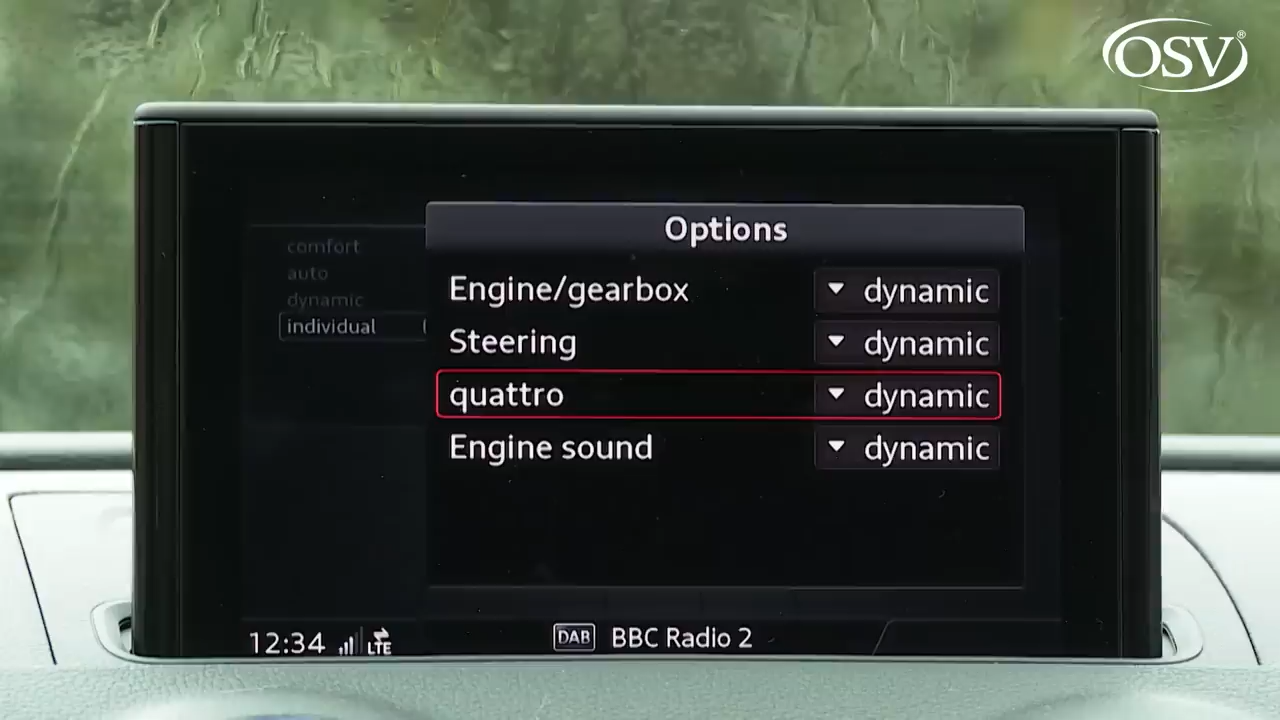 OSV®
Options
comfort
auto
dynamic
individual
Engine/gearbox dynamic
Steering dynamic
quattro dynamic
Engine sound dynamic
12:34 LTE DAB BBC Radio 2